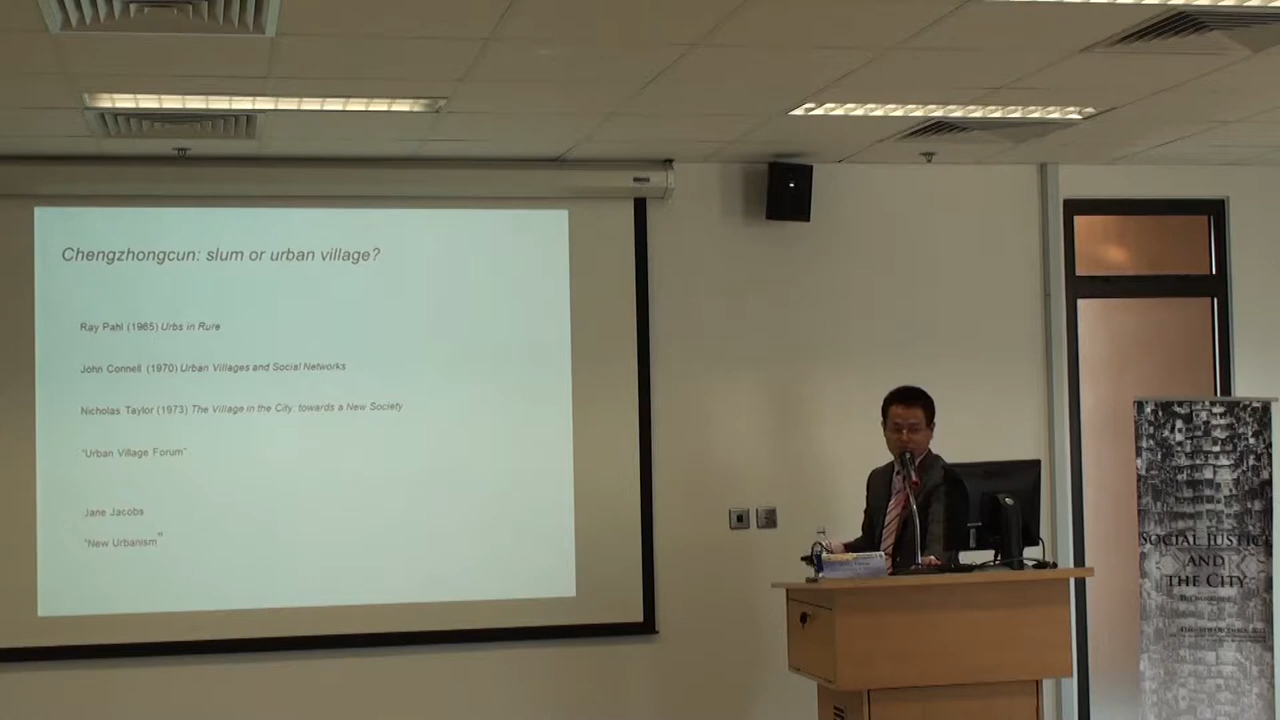 Chengzhongcun: slum or urban village?
Ray Pahl (1965) Urbs in Rure
John Connell (1970) Urban Villages and Social Networks
Nicholas Taylor (1973) The Village in the City: towards a New Society
"Urban Village Forum"
Jane Jacobs
"New Urbanism"
SOCIAL JUSTICE
AND
THE CITY